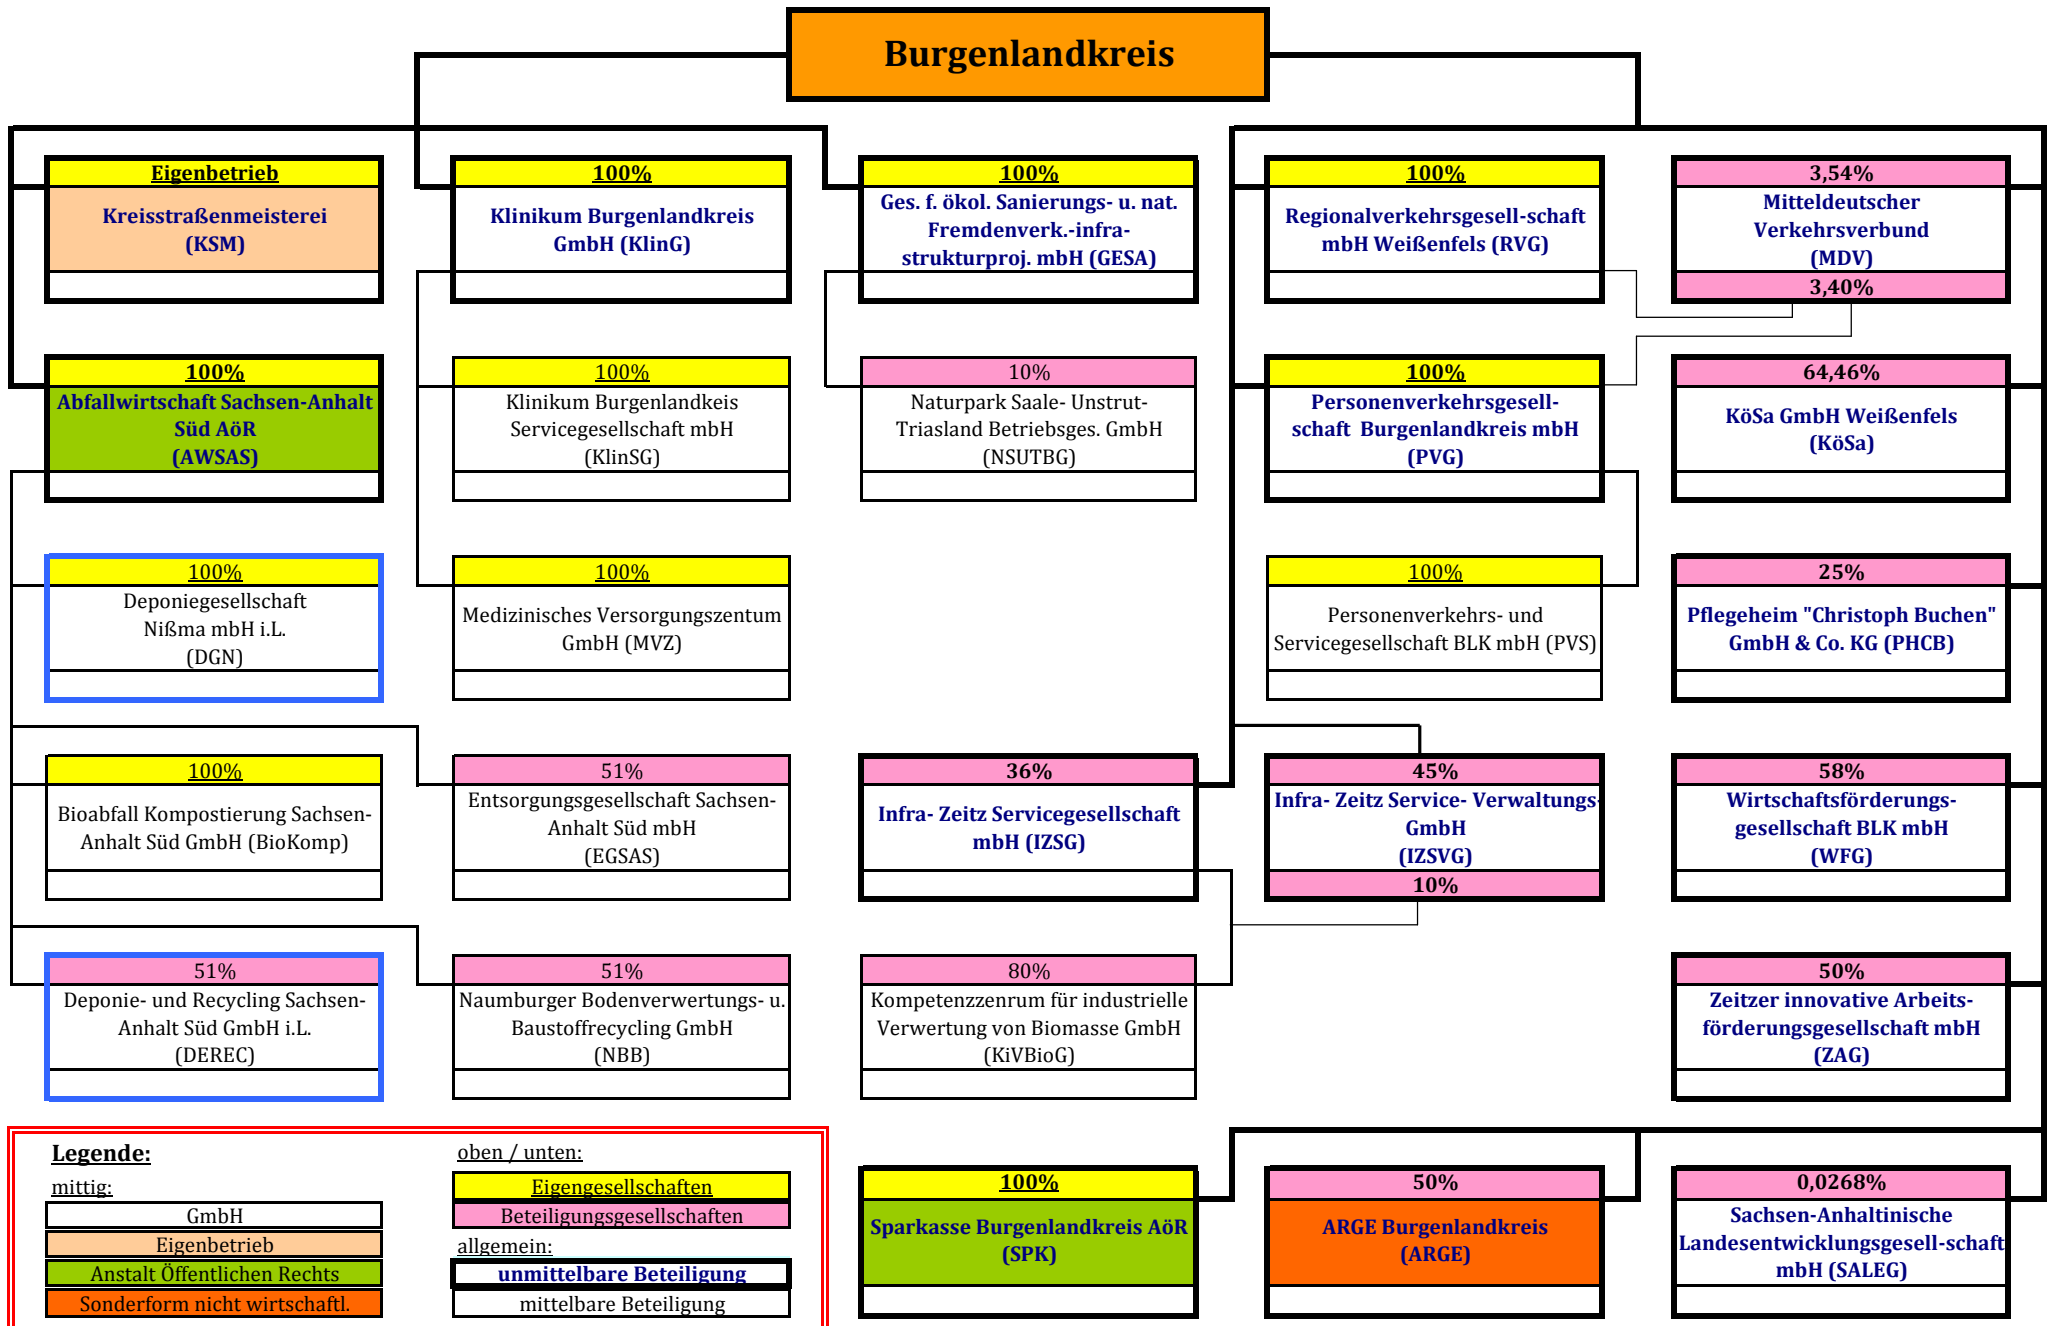 Burgenlandkreis
Eigenbetrieb
Kreisstraßenmeisterei
(KSM)
100%
Klinikum Burgenlandkreis
GmbH (KlinG)
100%
Ges. f. ökol. Sanierungs- u. nat.
Fremdenverk.-infra-
strukturproj. mbH (GESA)
100%
Regionalverkehrsgesell-schaft
mbH Weißenfels (RVG)
3,54%
Mitteldeutscher
Verkehrsverbund
(MDV)
3,40%
100%
Abfallwirtschaft Sachsen-Anhalt
Süd AöR
(AWSAS)
100%
Klinikum Burgenlandkeis
Servicegesellschaft mbH
(KlinSG)
10%
Naturpark Saale- Unstrut-
Triasland Betriebsges. GmbH
(NSUTBG)
100%
Personenverkehrsgesell-
schaft Burgenlandkreis mbH
(PVG)
64,46%
KöSa GmbH Weißenfels
(KöSa)
100%
Deponiegesellschaft
Nißma mbH i.L.
(DGN)
100%
Medizinisches Versorgungszentum
GmbH (MVZ)
100%
Personenverkehrs- und
Servicegesellschaft BLK mbH (PVS)
25%
Pflegeheim "Christoph Buchen"
GmbH & Co. KG (PHCB)
100%
Bioabfall Kompostierung Sachsen-
Anhalt Süd GmbH (BioKomp)
51%
Entsorgungsgesellschaft Sachsen-
Anhalt Süd mbH
(EGSAS)
36%
Infra- Zeitz Servicegesellschaft
mbH (IZSG)
45%
Infra- Zeitz Service- Verwaltungs-
GmbH
(IZSVG)
10%
58%
Wirtschaftsförderungs-
gesellschaft BLK mbH
(WFG)
51%
Deponie- und Recycling Sachsen-
Anhalt Süd GmbH i.L.
(DEREC)
51%
Naumburger Bodenverwertungs- u.
Baustoffrecycling GmbH
(NBB)
80%
Kompetenzzenrum für industrielle
Verwertung von Biomasse GmbH
(KiVBioG)
50%
Zeitzer innovative Arbeits-
förderungsgesellschaft mbH
(ZAG)
Legende:
mittig:
GmbH
Eigenbetrieb
Anstalt Öffentlichen Rechts
Sonderform nicht wirtschaftl.
oben / unten:
Eigengesellschaften
Beteiligungsgesellschaften
allgemein:
unmittelbare Beteiligung
mittelbare Beteiligung
100%
Sparkasse Burgenlandkreis AöR
(SPK)
50%
ARGE Burgenlandkreis
(ARGE)
0,0268%
Sachsen-Anhaltinische
Landesentwicklungsgesell-schaft
mbH (SALEG)